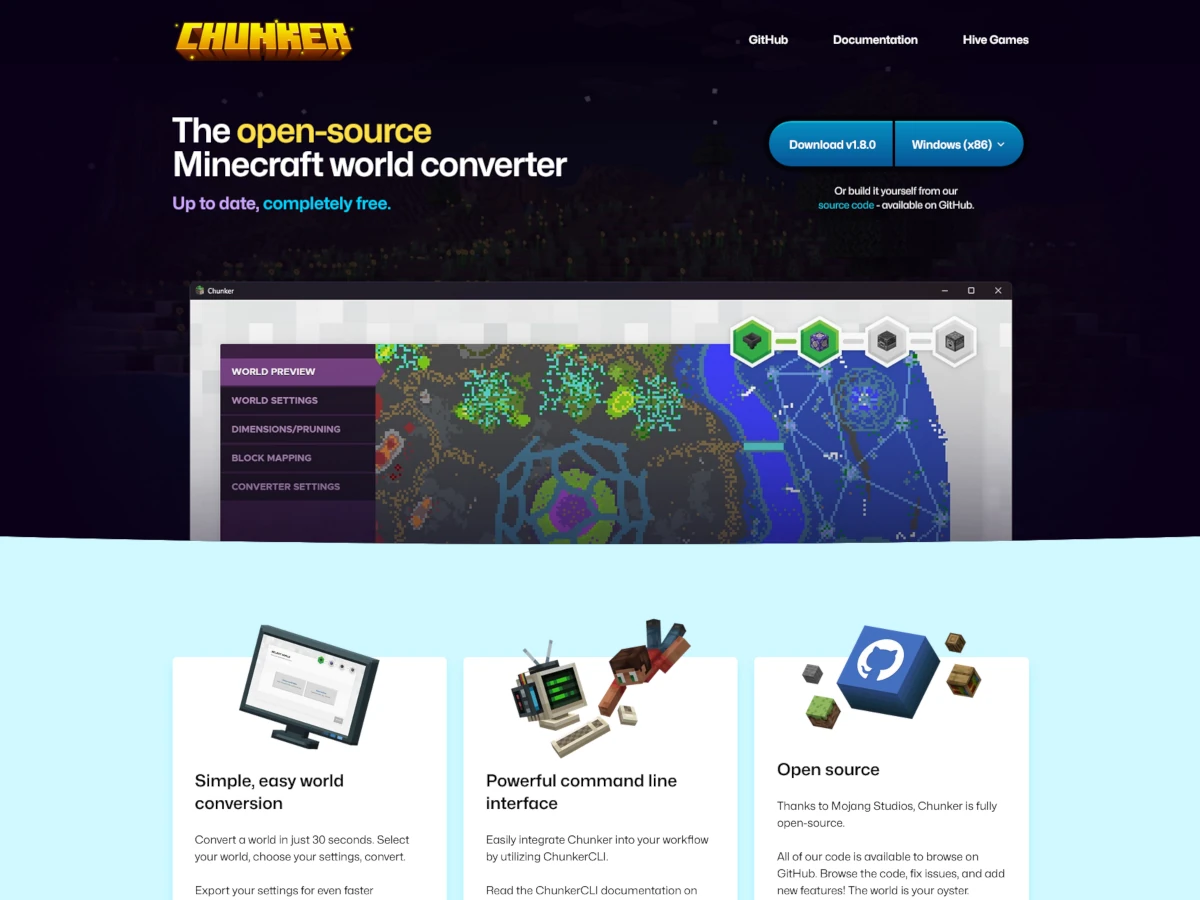 CHUNKER
GitHub
Documentation
Hive Games
The open-source
Minecraft world converter
Up to date, completely free.
Download v1.8.0
Windows (x86)
Or build it yourself from our
source code - available on GitHub.
Chunker
WORLD PREVIEW
WORLD SETTINGS
DIMENSIONS/PRUNING
BLOCK MAPPING
CONVERTER SETTINGS
Simple, easy world
conversion
Convert a world in just 30 seconds. Select
your world, choose your settings, convert.
Export your settings for even faster
Powerful command line
interface
Easily integrate Chunker into your workflow
by utilizing ChunkerCLI.
Read the ChunkerCLI documentation on
Open source
Thanks to Mojang Studios, Chunker is fully
open-source.
All of our code is available to browse on
GitHub. Browse the code, fix issues, and add
new features! The world is your oyster.